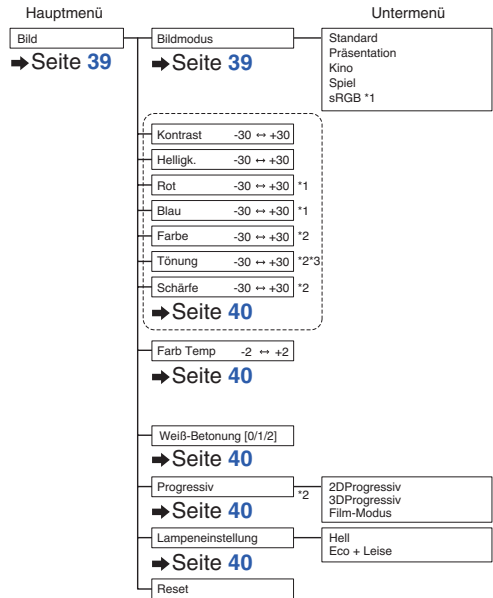 Hauptmenü
Untermenü
Bild
➡Seite 39
Bildmodus
➡Seite 39
Standard
Präsentation
Kino
Spiel
sRGB *1
Kontrast -30 ↔ +30
Helligk. -30 ↔ +30
Rot -30 ↔ +30 *1
Blau -30 ↔ +30 *1
Farbe -30 ↔ +30 *2
Tönung -30 ↔ +30 *2*3
Schärfe -30 ↔ +30 *2
➡Seite 40
Farb Temp -2 ↔ +2
➡Seite 40
Weiß-Betonung [0/1/2]
➡Seite 40
Progressiv *2
➡Seite 40
2DProgressiv
3DProgressiv
Film-Modus
Lampeneinstellung
➡Seite 40
Hell
Eco + Leise
Reset